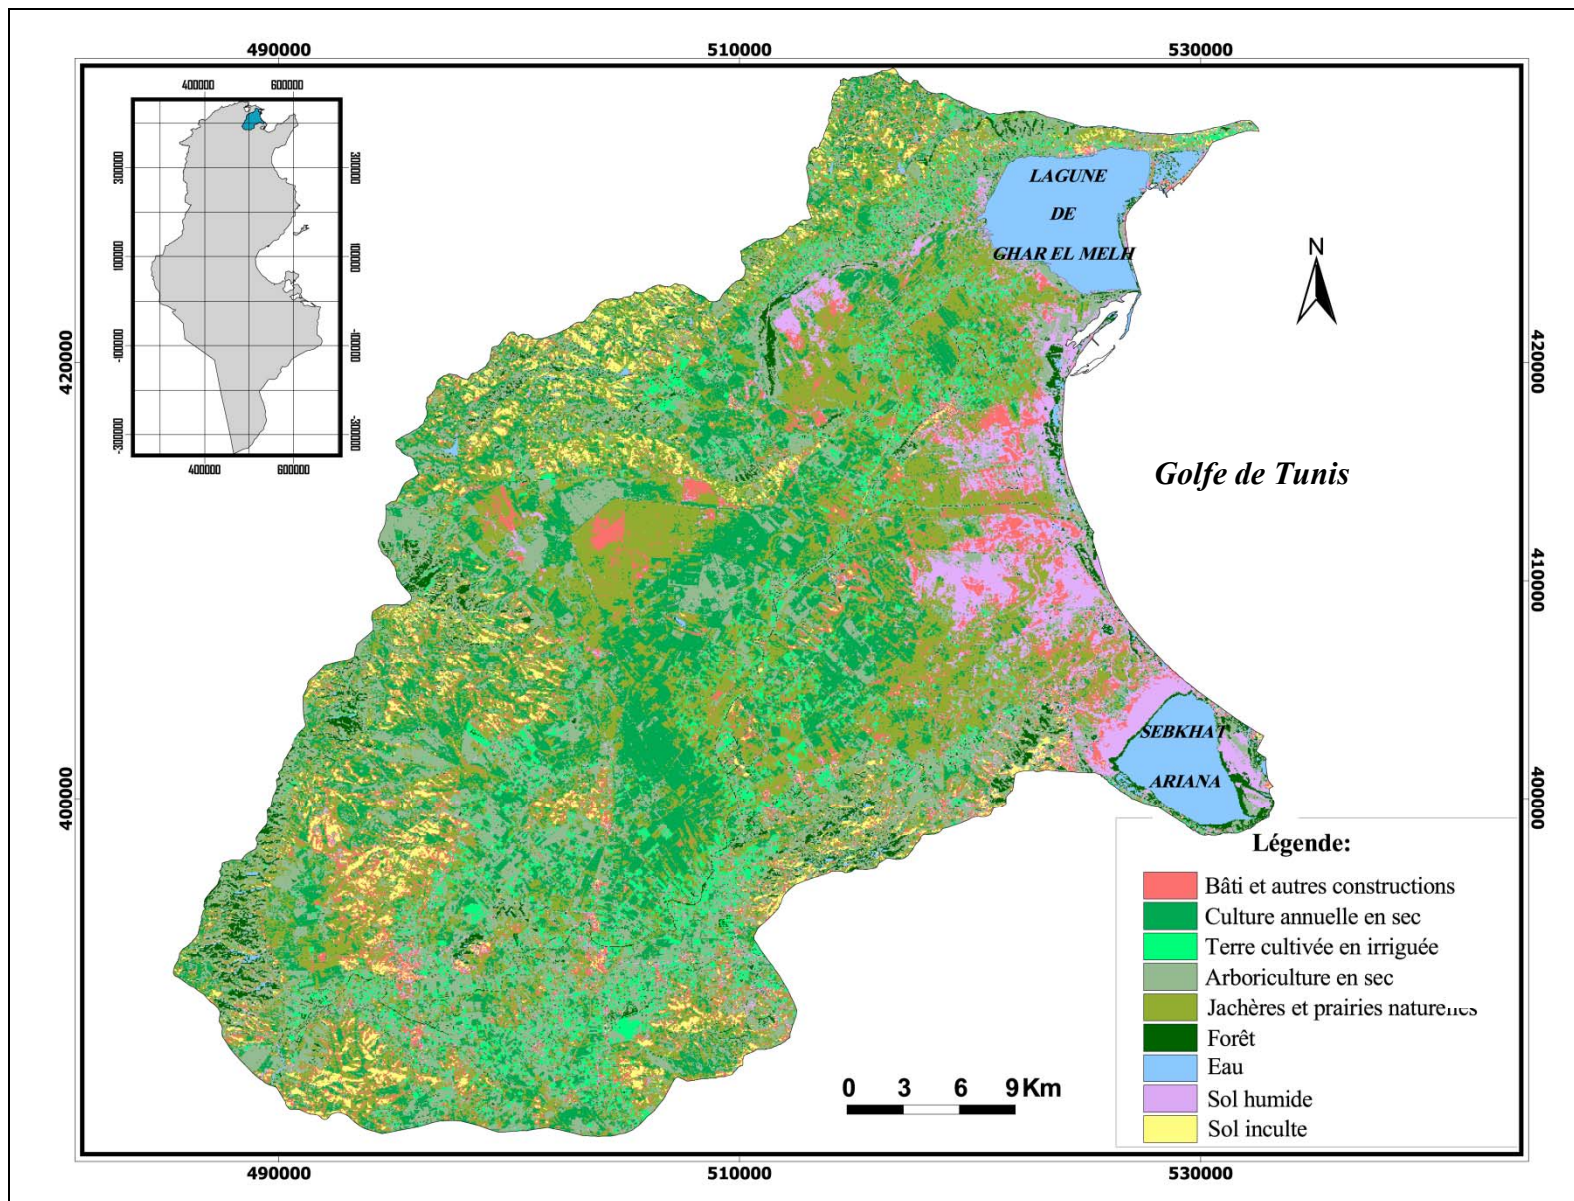 490000
510000
530000
400000
600000
300000
300000
100000
100000
-100000
-100000
-300000
-300000
400000
600000
LAGUNE
DE
GHAR EL MELH
N
420000
420000
Golfe de Tunis
410000
SEBKHAT
ARIANA
400000
400000
Légende:
Bâti et autres constructions
Culture annuelle en sec
Terre cultivée en irriguée
Arboriculture en sec
Jachères et prairies naturelles
Forêt
Eau
Sol humide
Sol inculte
0 3 6 9 Km
490000
510000
530000